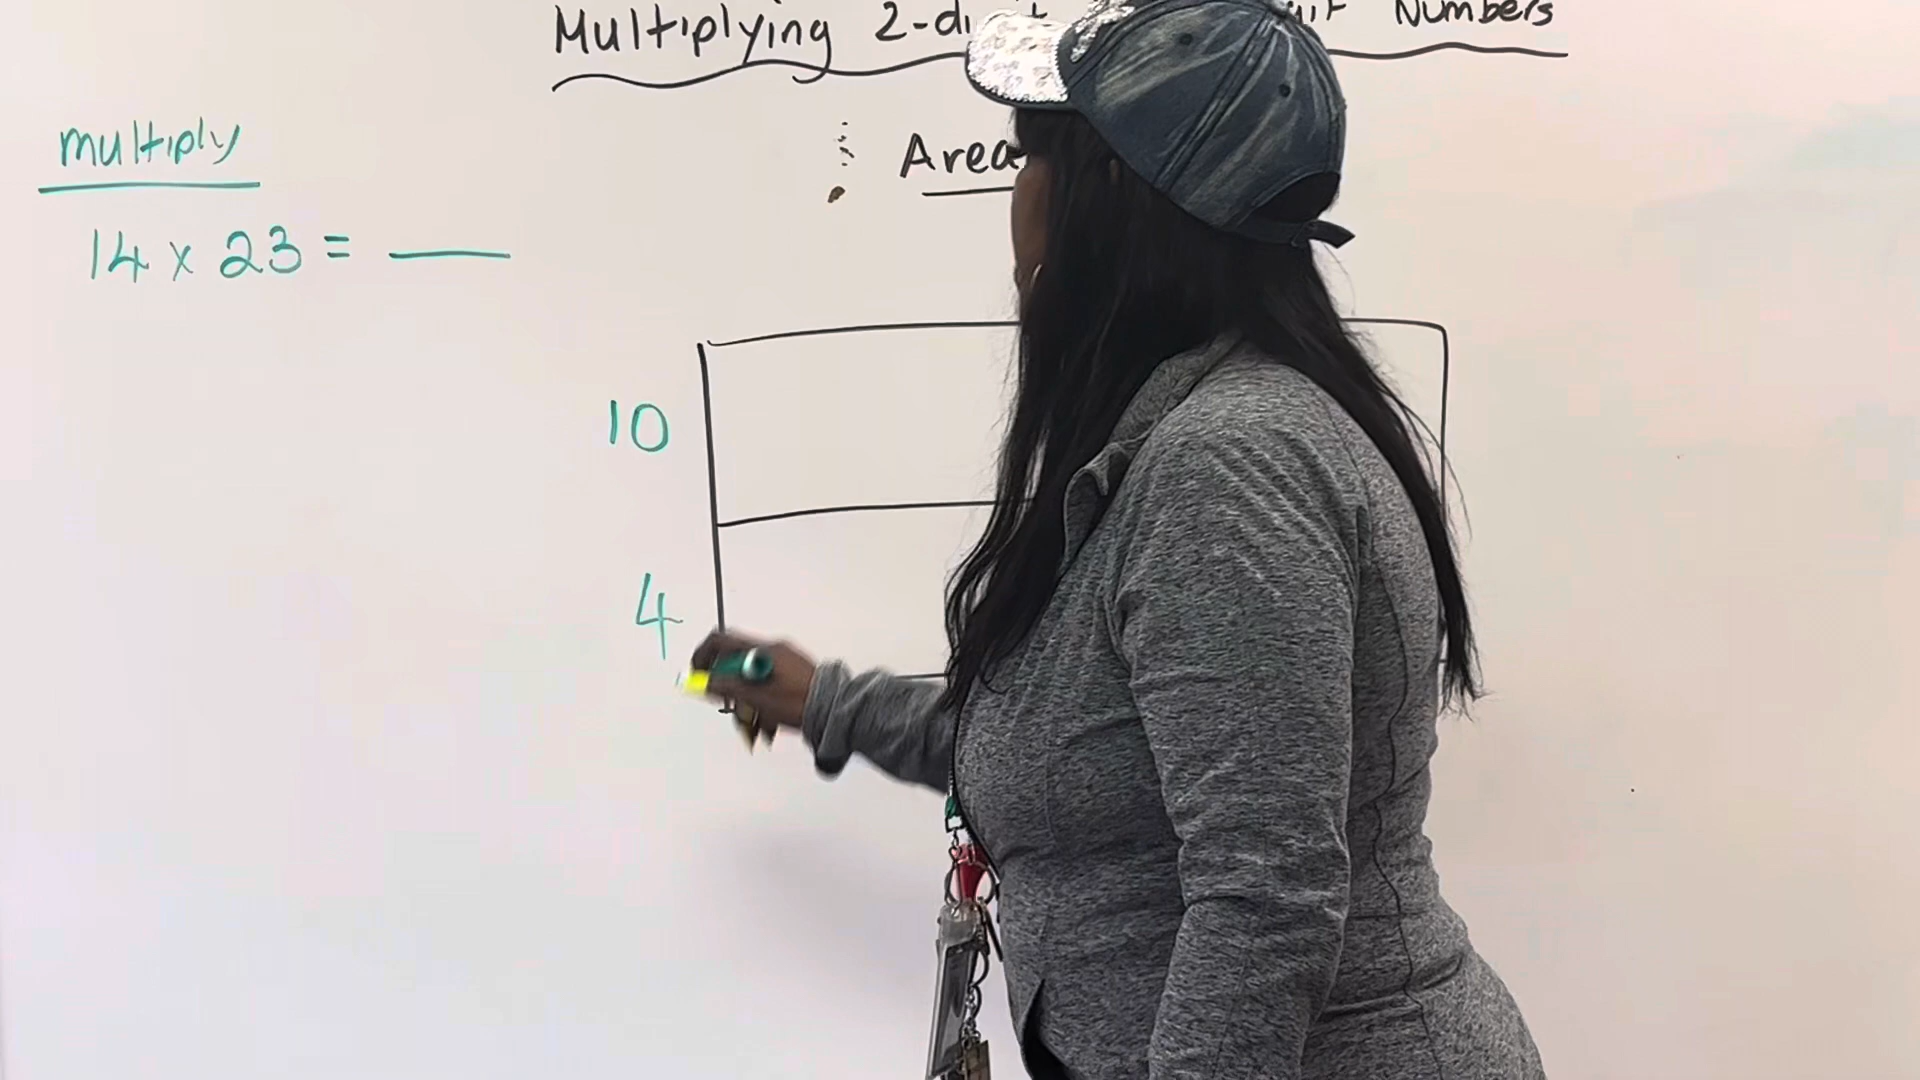 Multiplying 2-di Numbers
multiply
Area
14 x 23 =
10
4